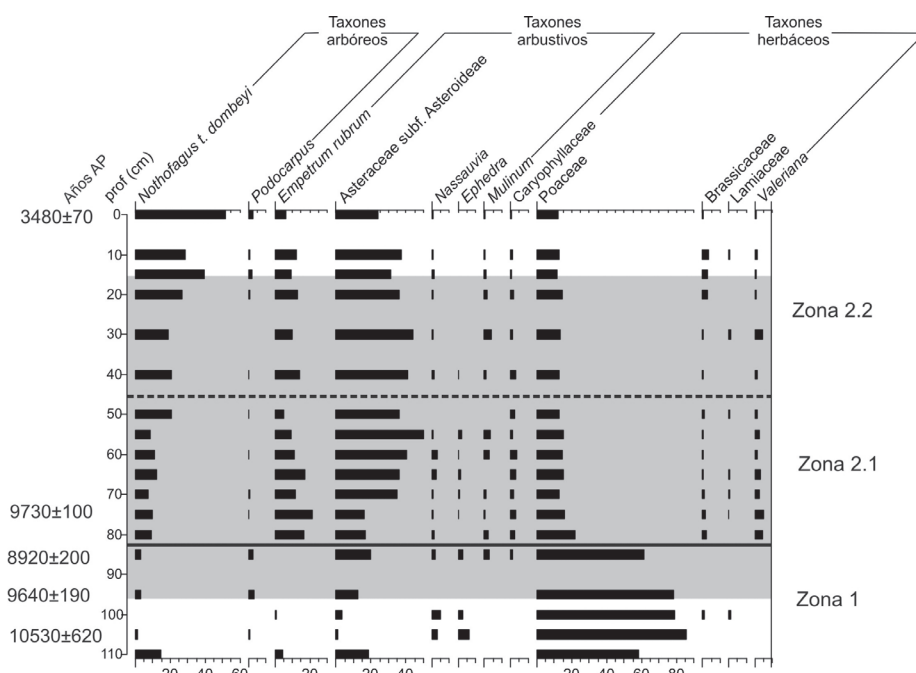 Taxones
arbóreos
Taxones
arbustivos
Taxones
herbáceos
Años AP
prof (cm)
Nothofagus t. dombeyi
Podocarpus
Empetrum rubrum
Asteraceae subf. Asteroideae
Nassauvia
Ephedra
Mulinum
Caryophyllaceae
Poaceae
Brassicaceae
Lamiaceae
Valeriana
3480±70
0
10
20
30
40
50
60
70
80
90
100
110
9730±100
8920±200
9640±190
10530±620
Zona 2.2
Zona 2.1
Zona 1
20 40 60 20 20 40 20 40 60 80